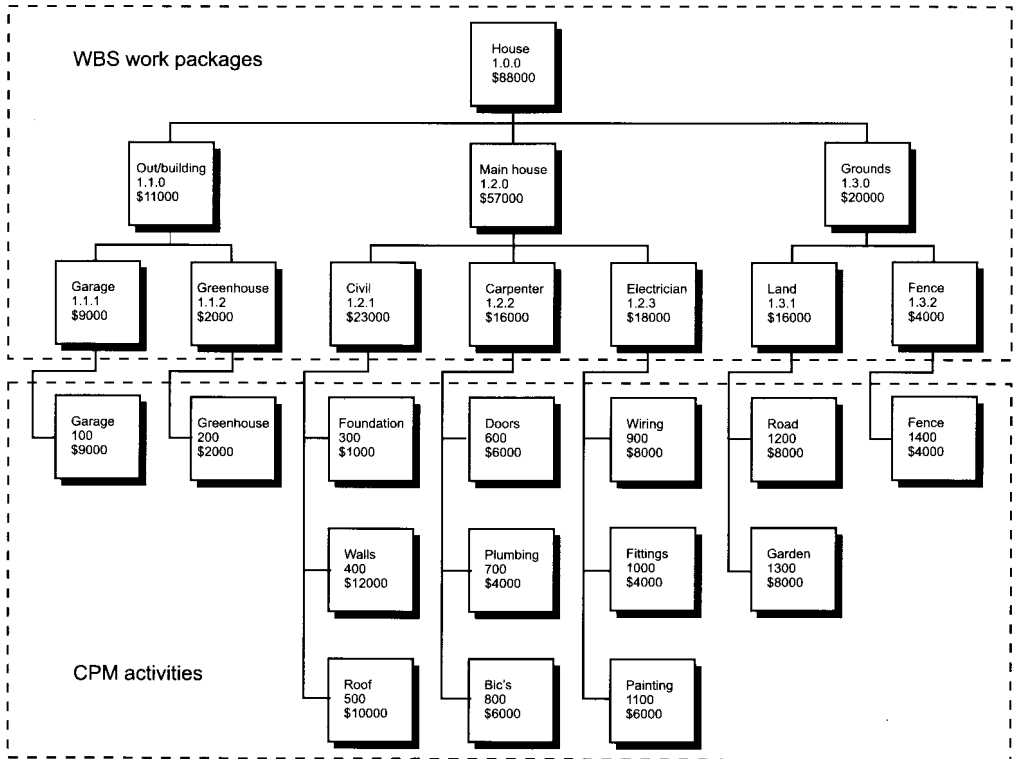 WBS work packages
House
1.0.0
$88000
Out/building
1.1.0
$11000
Main house
1.2.0
$57000
Grounds
1.3.0
$20000
Garage
1.1.1
$9000
Greenhouse
1.1.2
$2000
Civil
1.2.1
$23000
Carpenter
1.2.2
$16000
Electrician
1.2.3
$18000
Land
1.3.1
$16000
Fence
1.3.2
$4000
Garage
100
$9000
Greenhouse
200
$2000
Foundation
300
$1000
Doors
600
$6000
Wiring
900
$8000
Road
1200
$8000
Fence
1400
$4000
Walls
400
$12000
Plumbing
700
$4000
Fittings
1000
$4000
Garden
1300
$8000
CPM activities
Roof
500
$10000
Bic's
800
$6000
Painting
1100
$6000